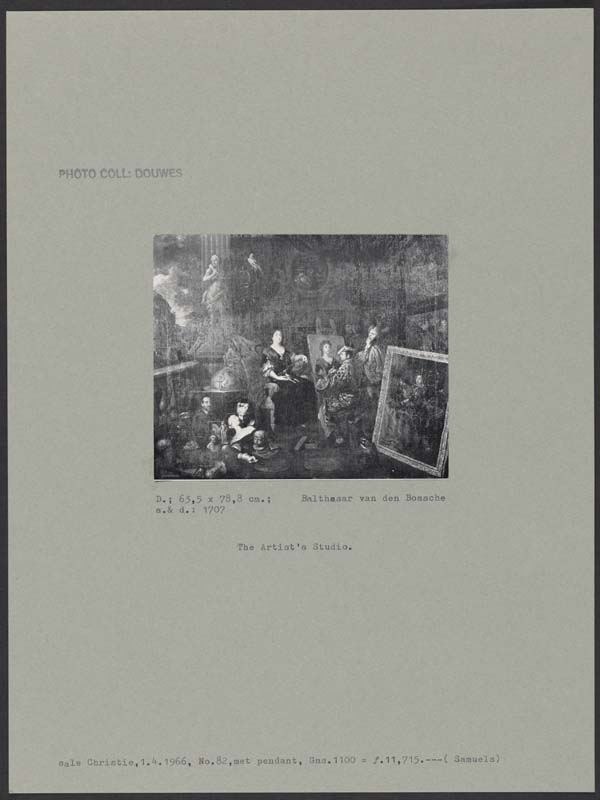 PHOTO COLL: DOUWES
D.; 63,5 x 78,8 cm.; Balthasar van den Bossche
s.& d.: 1707
The Artist's Studio.
sale Christie,1.4.1966, No.82,met pendant, Gns.1100 = ƒ.11,715.---( Samuels)